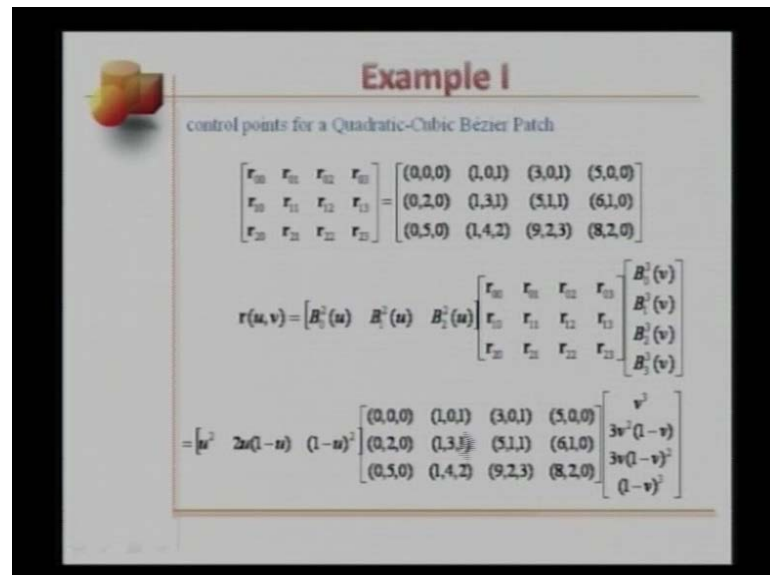 Example I
control points for a Quadratic-Cubic Bézier Patch
[r₀₀ r₀₁ r₀₂ r₀₃] = [(0,0,0) (1,0,1) (3,0,1) (5,0,0)]
[r₁₀ r₁₁ r₁₂ r₁₃] [(0,2,0) (1,3,1) (5,1,1) (6,1,0)]
[r₂₀ r₂₁ r₂₂ r₂₃] [(0,5,0) (1,4,2) (9,2,3) (8,2,0)]
r(u,v) = [B₀²(u) B₁²(u) B₂²(u)] [r₀₀ r₀₁ r₀₂ r₀₃] [B₀³(v)]
[r₁₀ r₁₁ r₁₂ r₁₃] [B₁³(v)]
[r₂₀ r₂₁ r₂₂ r₂₃] [B₂³(v)]
[B₃³(v)]
= [u² 2u(1−u) (1−u)²] [(0,0,0) (1,0,1) (3,0,1) (5,0,0)] [v³]
[(0,2,0) (1,3,1) (5,1,1) (6,1,0)] [3v²(1−v)]
[(0,5,0) (1,4,2) (9,2,3) (8,2,0)] [3v(1−v)²]
[(1−v)³]